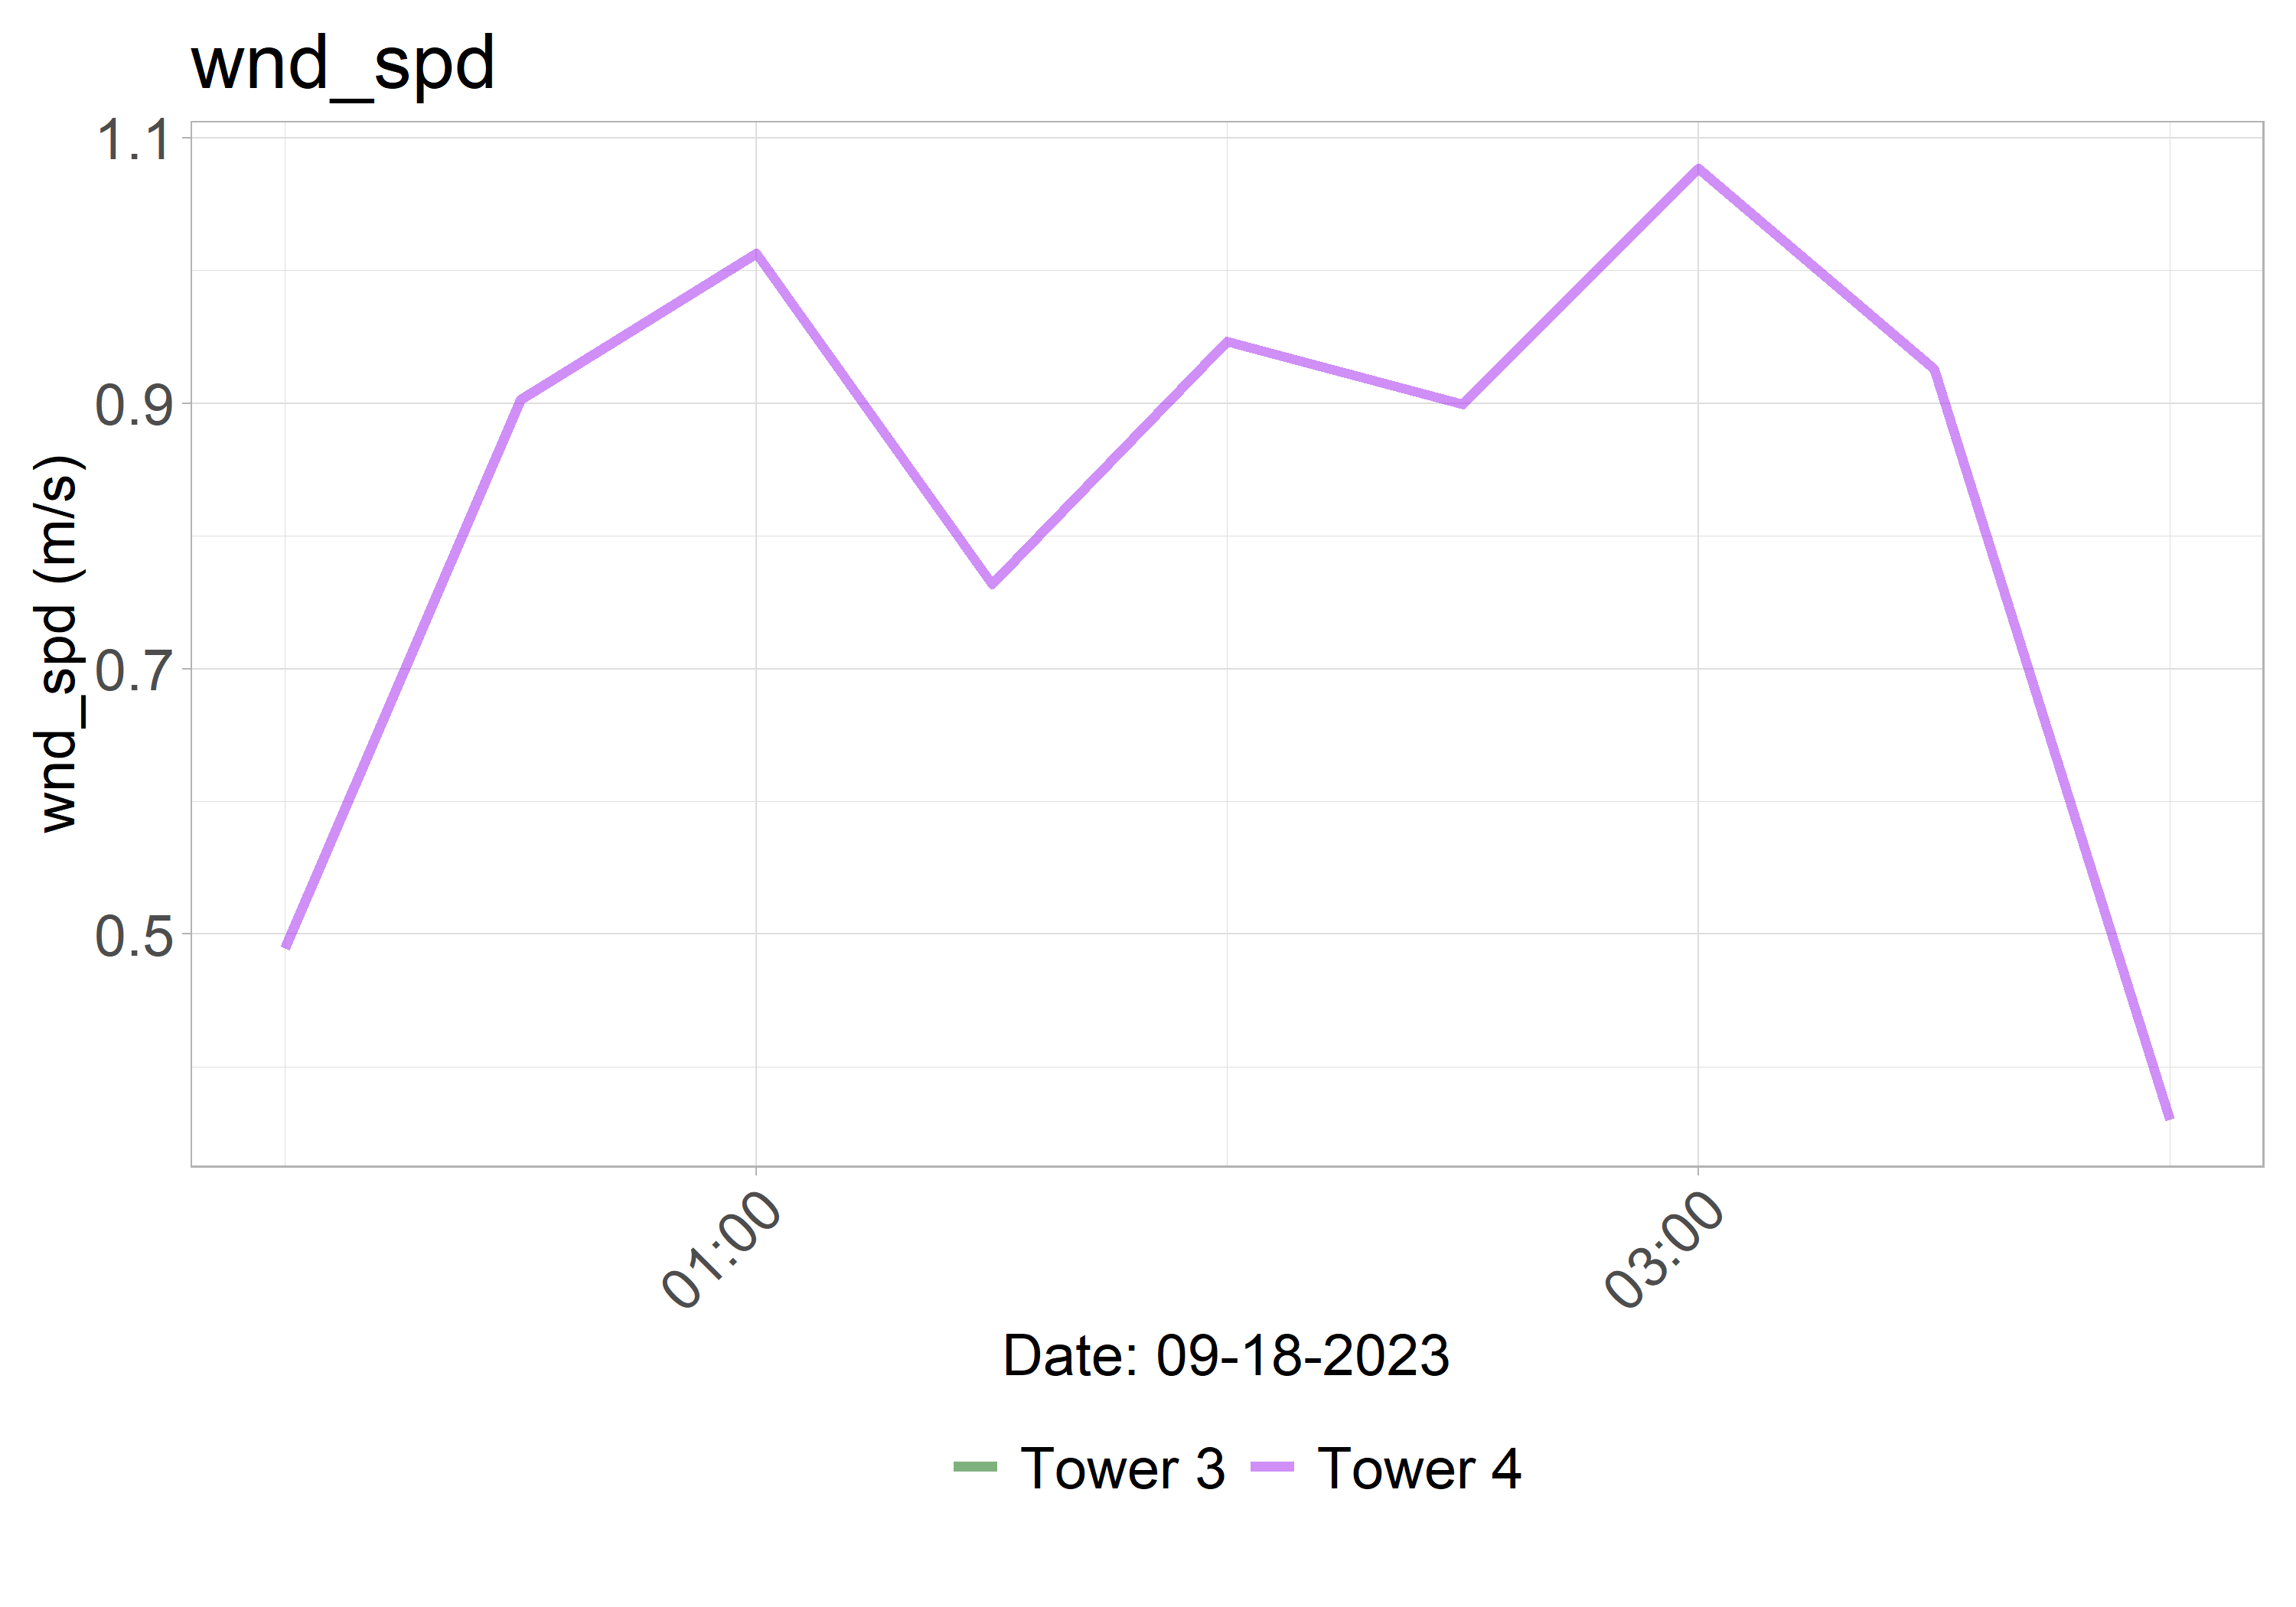 wnd_spd
1.1
0.9
0.7
0.5
wnd_spd (m/s)
01:00 03:00
Date: 09-18-2023
Tower 3 Tower 4